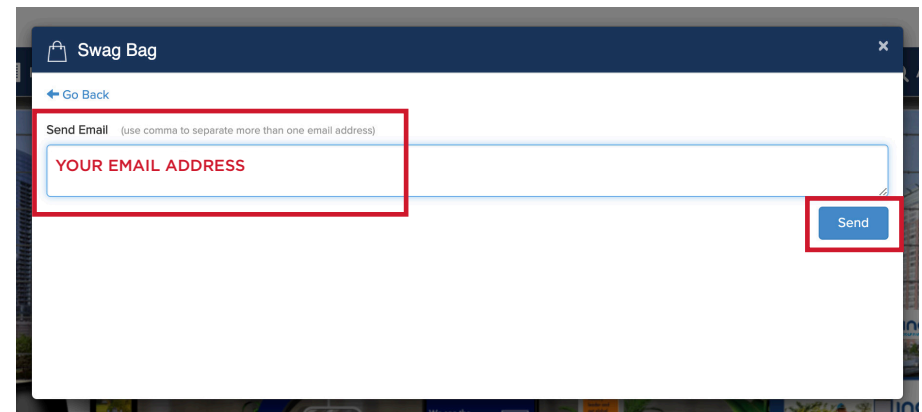 Swag Bag
×
Go Back
Send Email (use comma to separate more than one email address)
YOUR EMAIL ADDRESS
Send